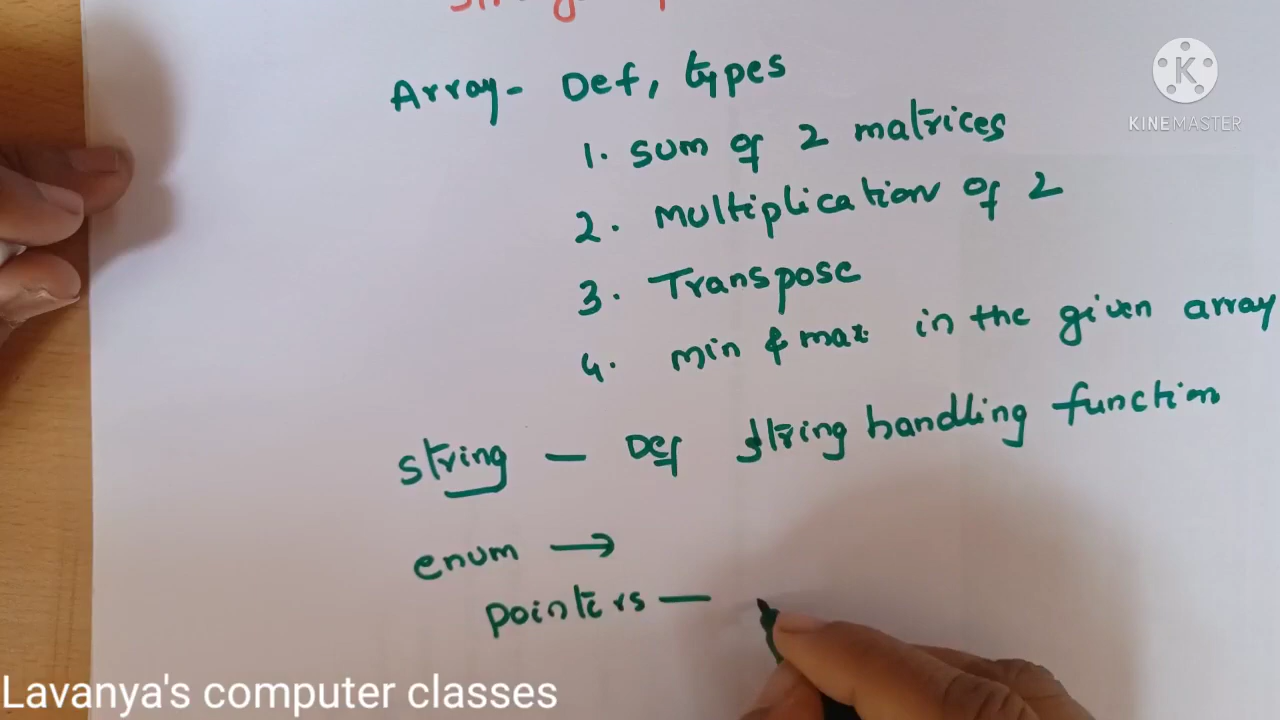 Array - Def, types
1. sum of 2 matrices
2. Multiplication of 2
3. Transpose
4. min & max in the given array
string — Def string handling function
enum →
pointers —
KINEMASTER
Lavanya's computer classes